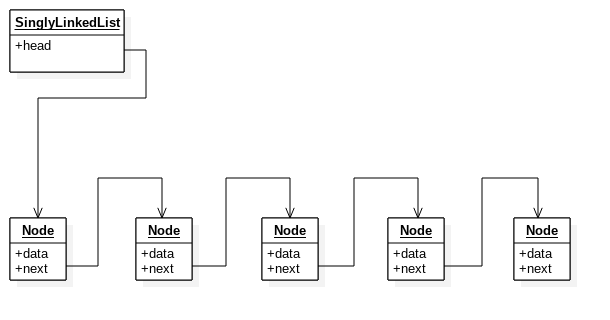 SinglyLinkedList
+head
Node
+data
+next
Node
+data
+next
Node
+data
+next
Node
+data
+next
Node
+data
+next